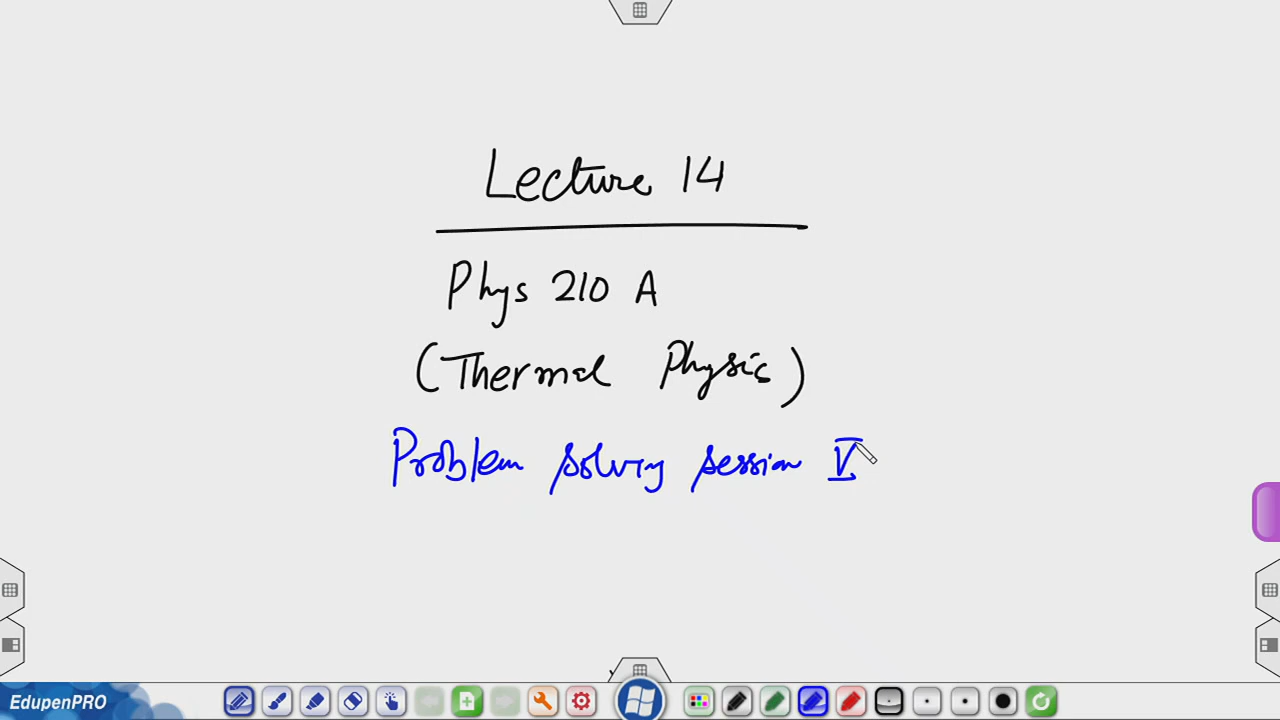 Lecture 14
Phys 210 A
(Thermal Physics)
Problem solving session V
EdupenPRO